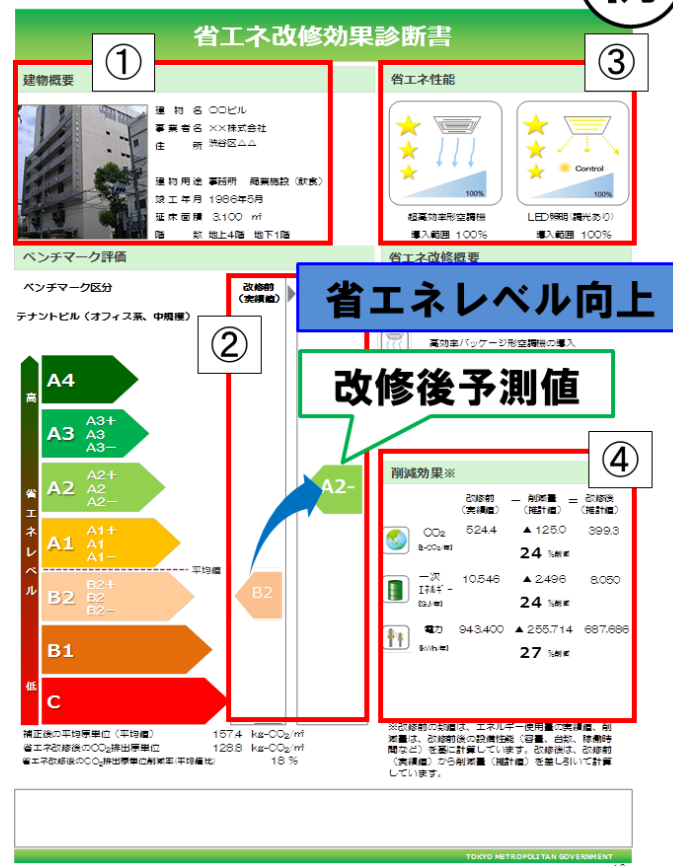 省エネ改修効果診断書
①
建物概要
建物名 〇〇ビル
事業者名 ××株式会社
住所 渋谷区△△
建物用途 事務所 商業施設（飲食）
竣工年月 1986年5月
延床面積 3,100 ㎡
階数 地上4階 地下1階
③
省エネ性能
100%
超高効率形空調機
導入範囲 100%
Control
100%
LED照明（調光あり）
導入範囲 100%
ベンチマーク評価
ベンチマーク区分
テナントビル（オフィス系、中規模）
改修前
（実績値）
②
省エネ改修概要
省エネレベル向上
高効率パッケージ形空調機の導入
改修後予測値
高
省エネレベル
低
A4
A3 A3+
A3
A3−
A2 A2+
A2
A2−
A1 A1+
A1
A1−
平均値
B2 B2+
B2
B2−
B1
C
B2
A2-
④
削減効果※
改修前（実績値） − 削減量（推計値） = 改修後（推計値）
CO₂ [t-CO₂/年] 524.4 ▲125.0 399.3
24 %削減
一次エネルギー [GJ/年] 10,546 ▲2,496 8,050
24 %削減
電力 [kWh/年] 943,400 ▲255,714 687,686
27 %削減
補正後の平均原単位（平均値） 157.4 kg-CO₂/㎡
省エネ改修後のCO₂排出原単位 128.8 kg-CO₂/㎡
省エネ改修後のCO₂排出原単位削減率（平均値比） 18 %
※改修前の数値は、エネルギー使用量の実績値、削
減量は、改修前後の設備性能（容量、台数、稼働時
間など）を基に計算しています。改修後は、改修前
（実績値）から削減量（推計値）を差し引いて計算
しています。
TOKYO METROPOLITAN GOVERNMENT